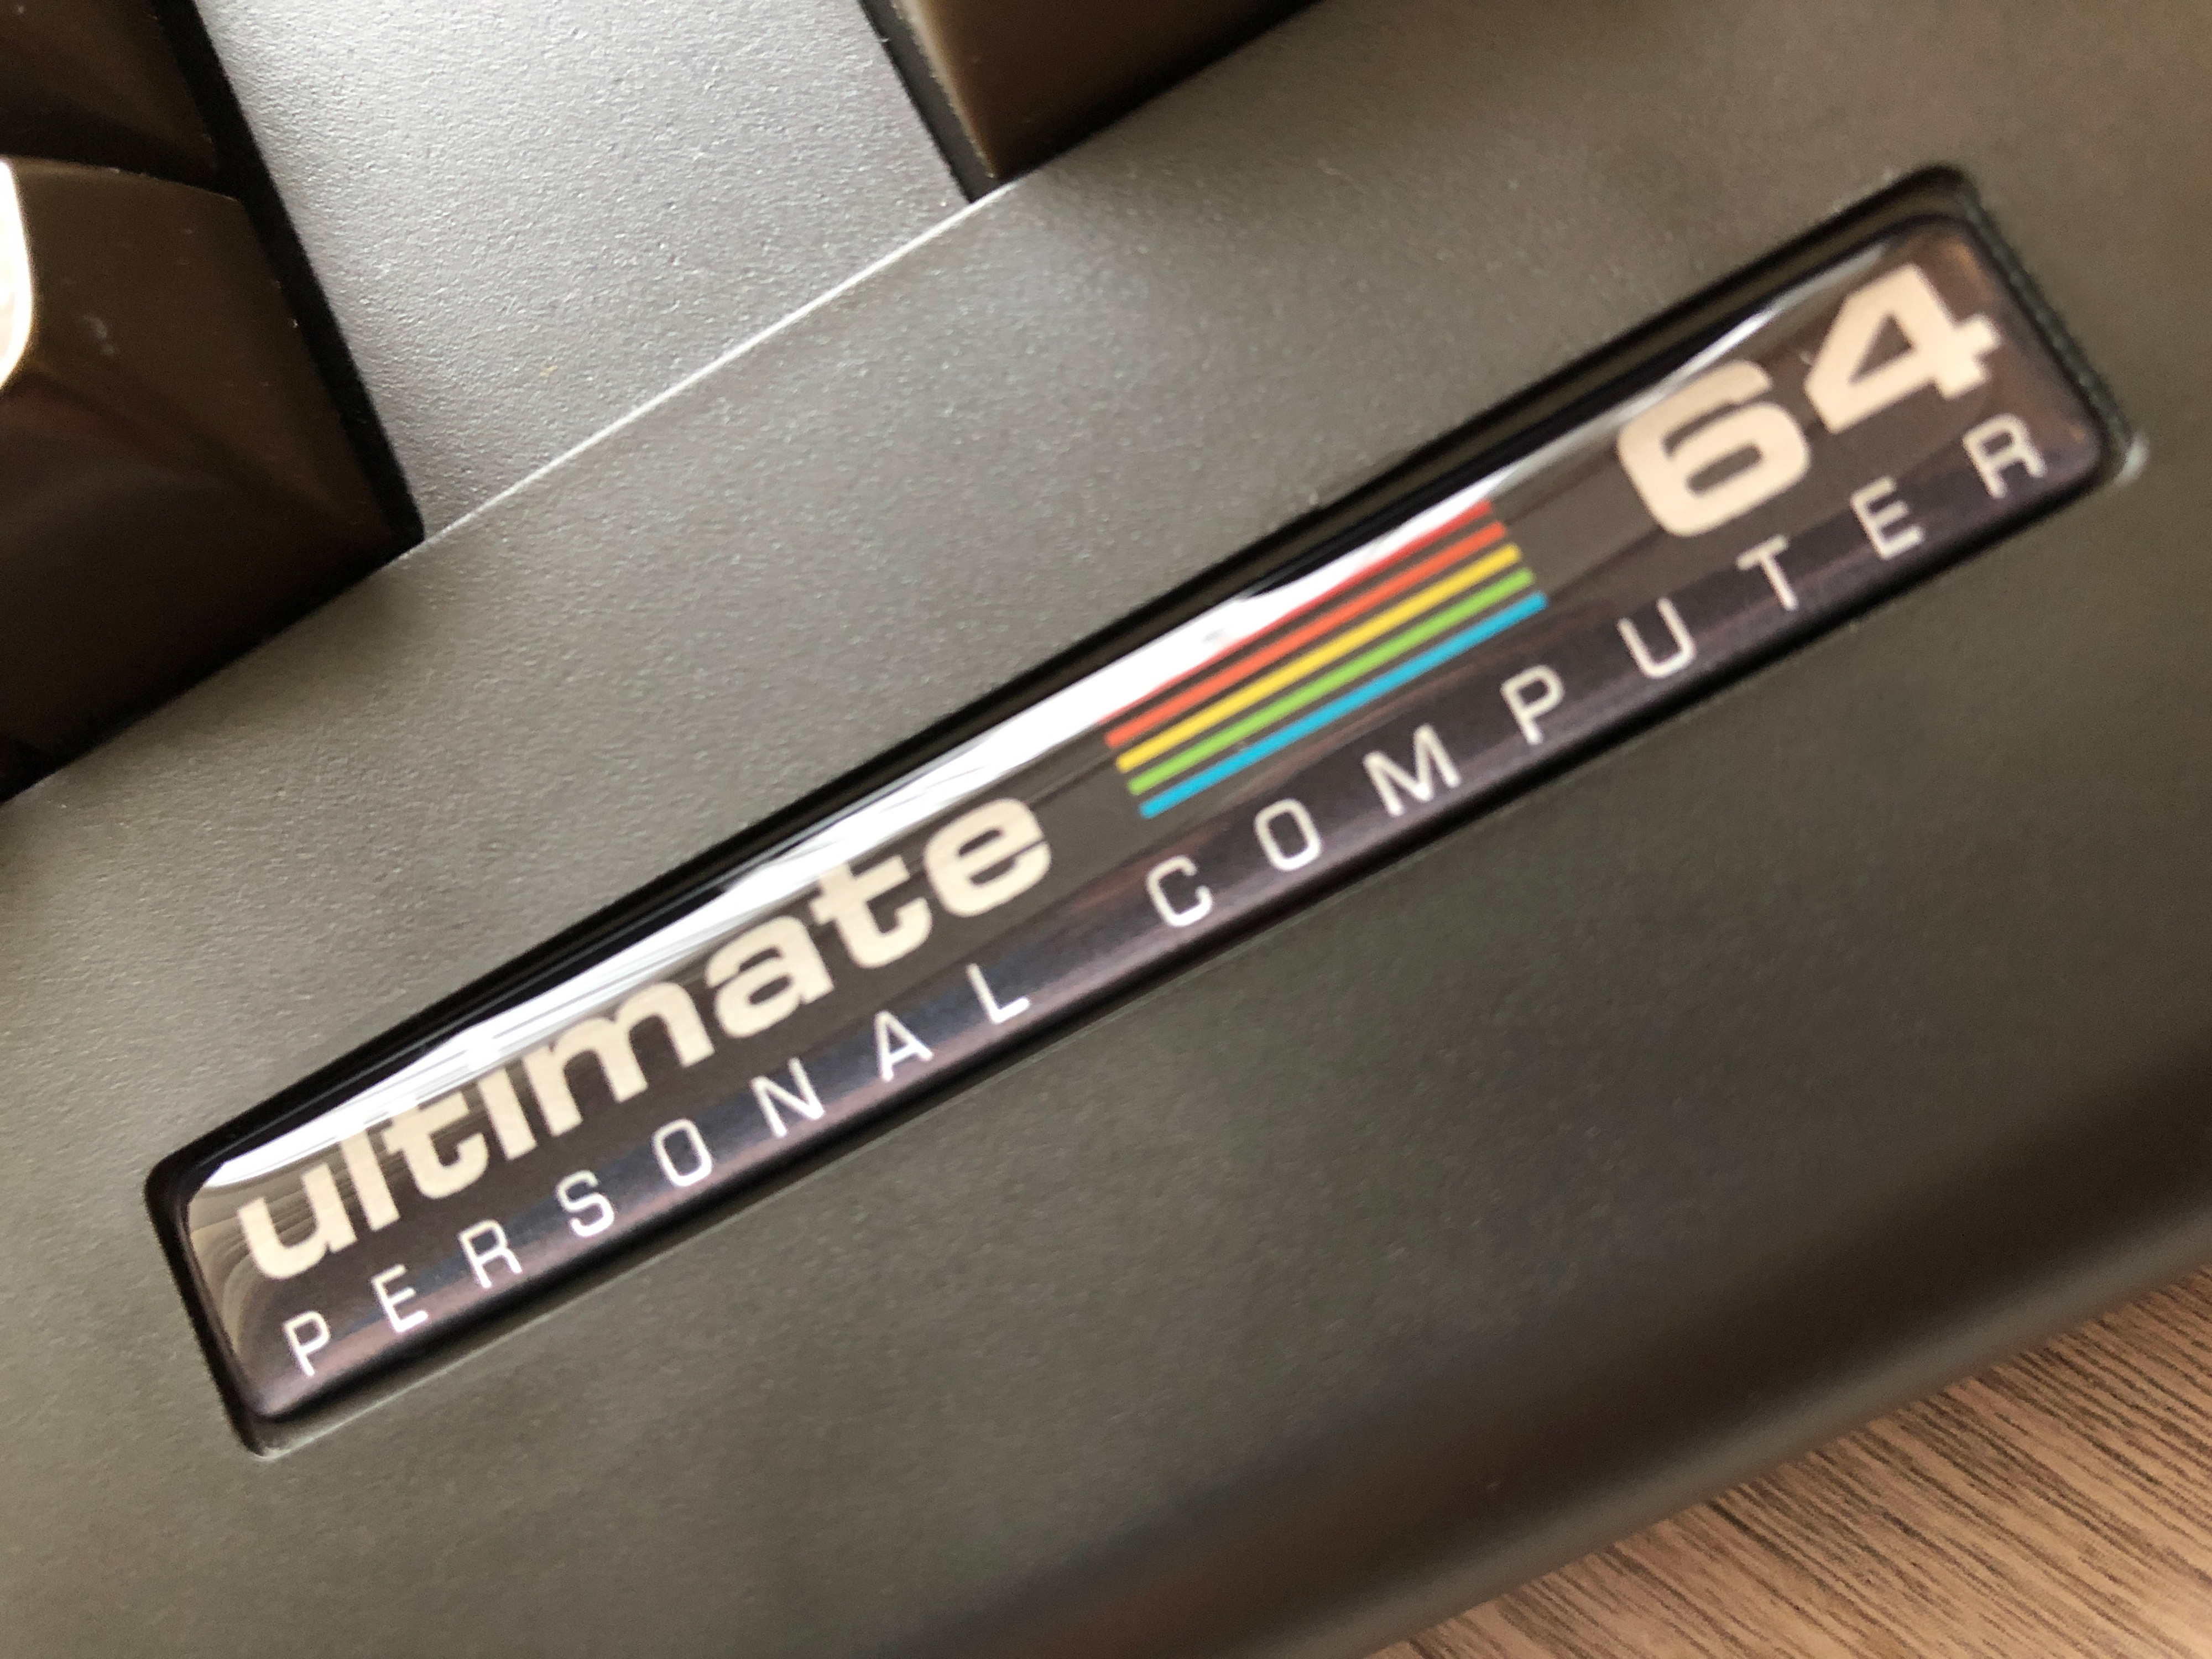 ultimate 64
PERSONAL COMPUTER